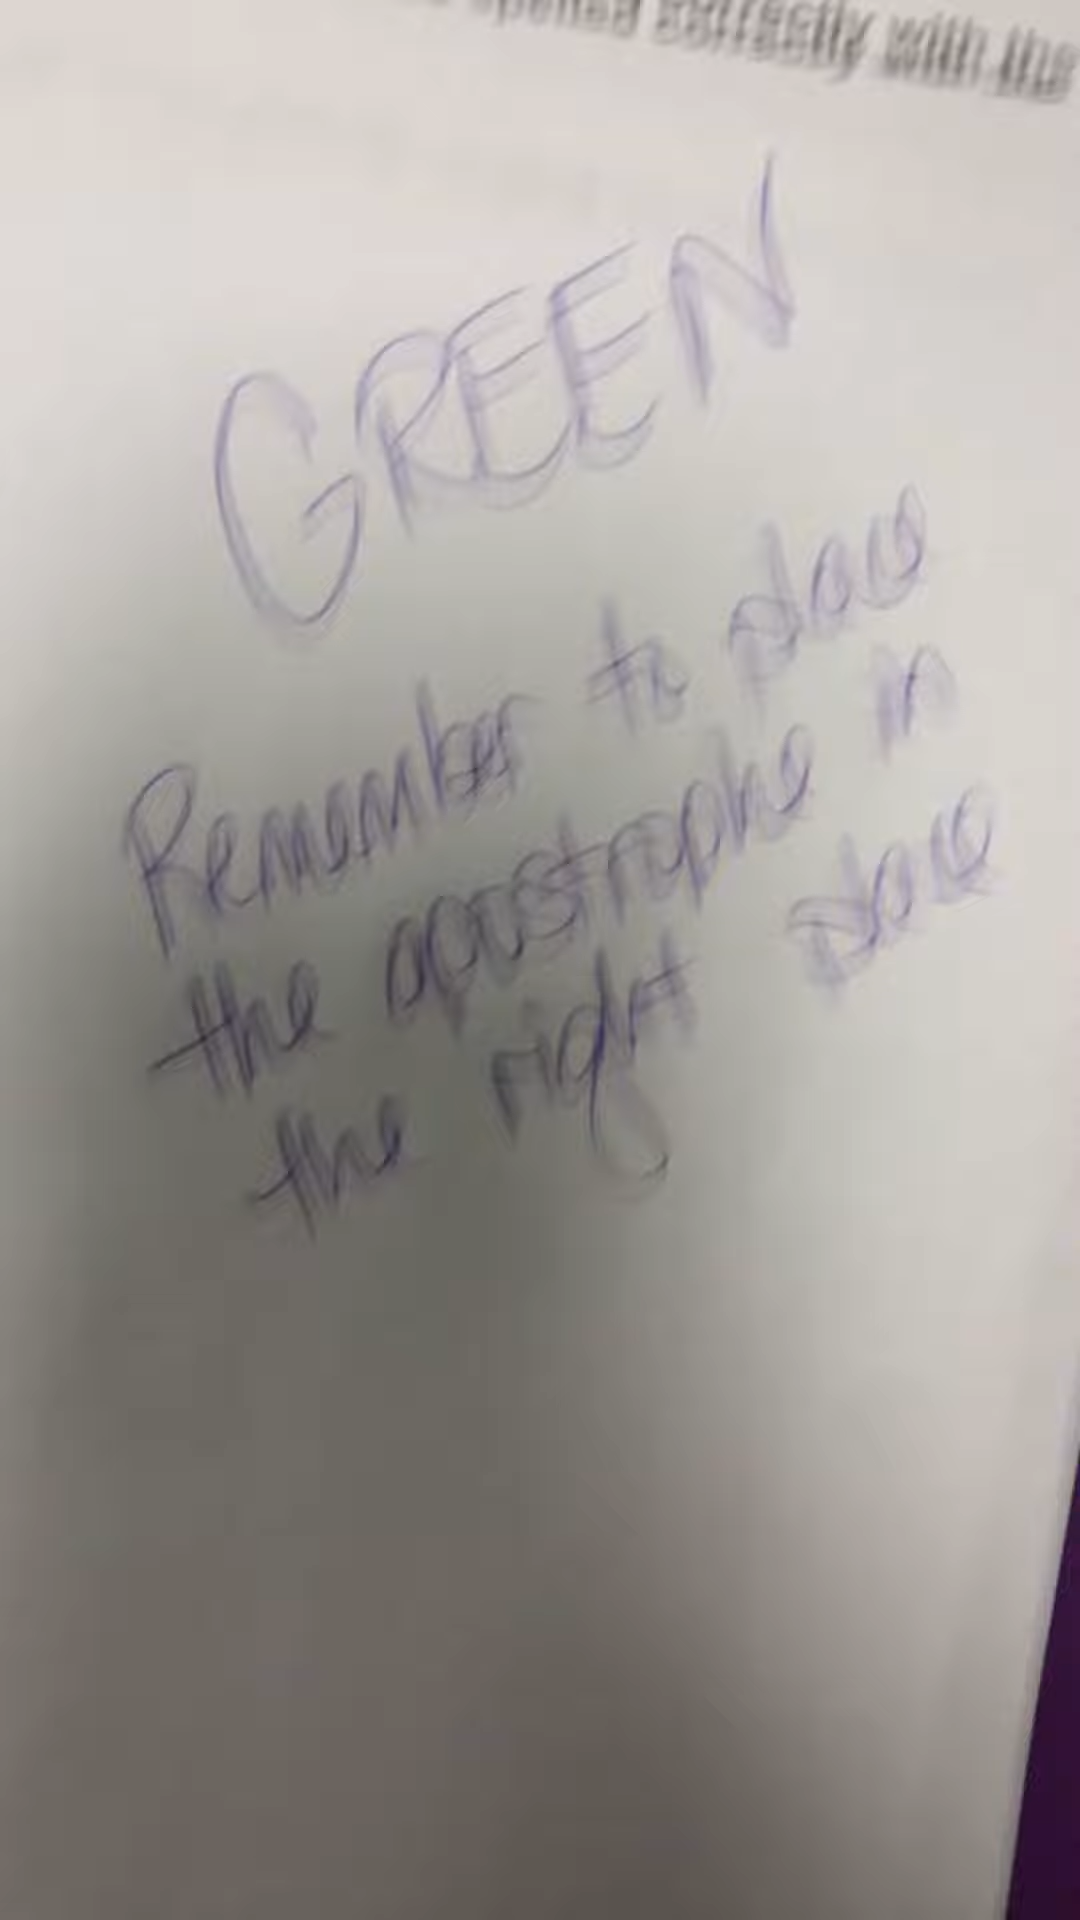 spelled correctly with the
GREEN
Remember to place
the apostrophe in
the right place